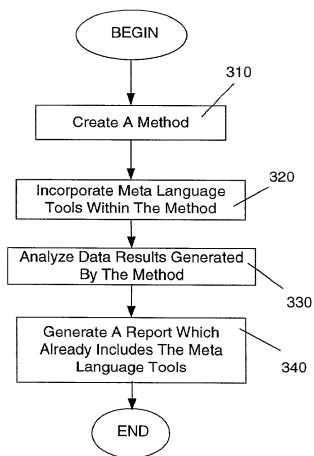 BEGIN
310
Create A Method
320
Incorporate Meta Language
Tools Within The Method
Analyze Data Results Generated
By The Method
330
Generate A Report Which
Already Includes The Meta
Language Tools
340
END